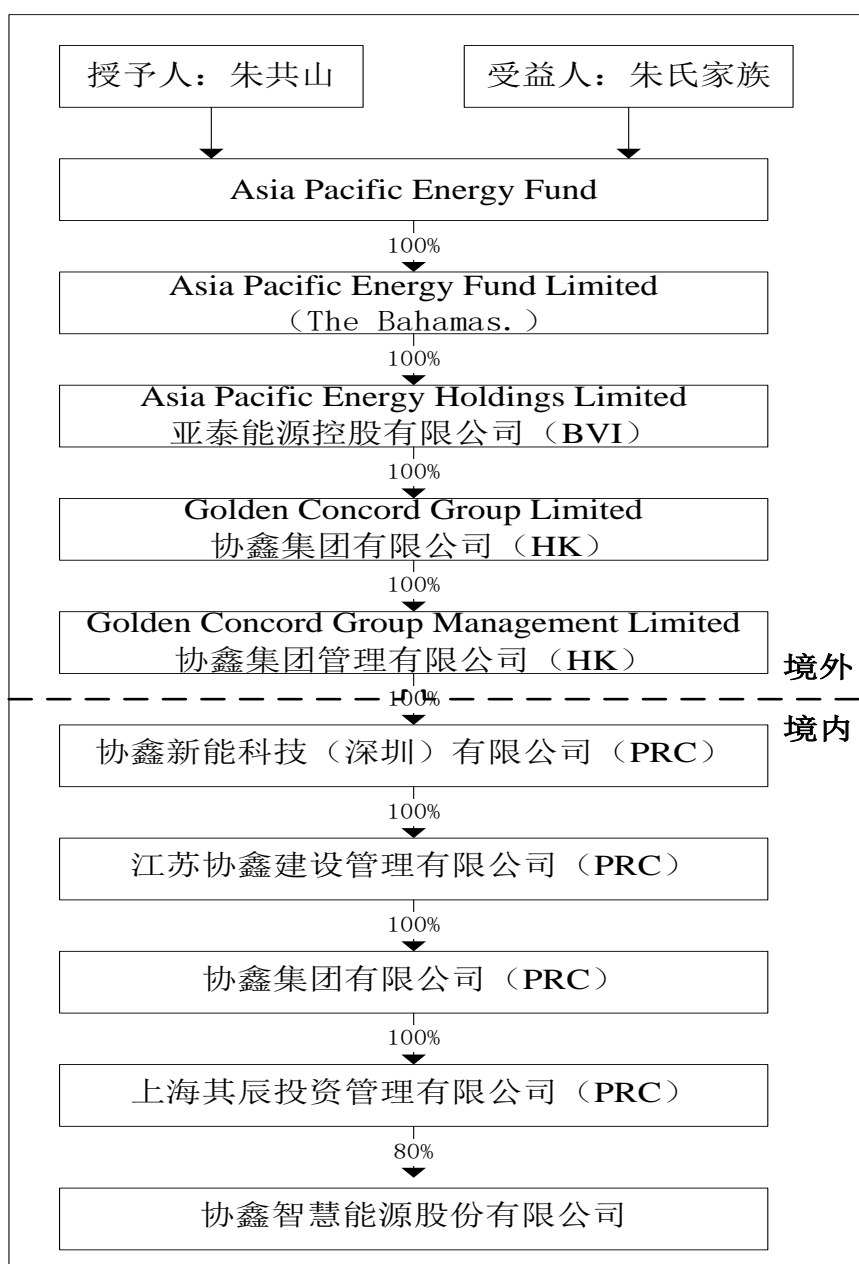 授予人：朱共山
受益人：朱氏家族
Asia Pacific Energy Fund
100%
Asia Pacific Energy Fund Limited
（The Bahamas.）
100%
Asia Pacific Energy Holdings Limited
亚泰能源控股有限公司（BVI）
100%
Golden Concord Group Limited
协鑫集团有限公司（HK）
100%
Golden Concord Group Management Limited
协鑫集团管理有限公司（HK）
境外
100%
境内
协鑫新能科技（深圳）有限公司（PRC）
100%
江苏协鑫建设管理有限公司（PRC）
100%
协鑫集团有限公司（PRC）
100%
上海其辰投资管理有限公司（PRC）
80%
协鑫智慧能源股份有限公司